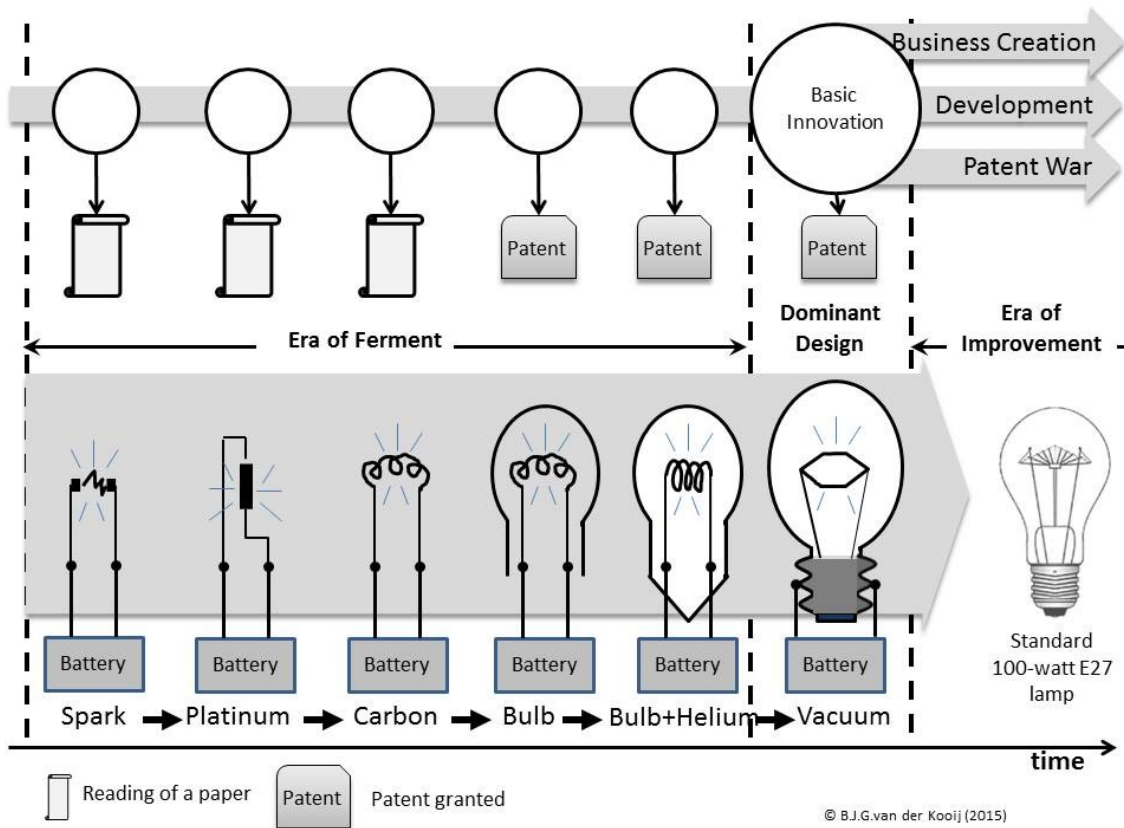 Business Creation
Basic
Innovation
Development
Patent War
Patent
Patent
Patent
Era of Ferment
Dominant
Design
Era of
Improvement
Battery
Battery
Battery
Battery
Battery
Battery
Standard
100-watt E27
lamp
Spark
Platinum
Carbon
Bulb
Bulb+Helium
Vacuum
time
Reading of a paper
Patent
Patent granted
© B.J.G.van der Kooij (2015)